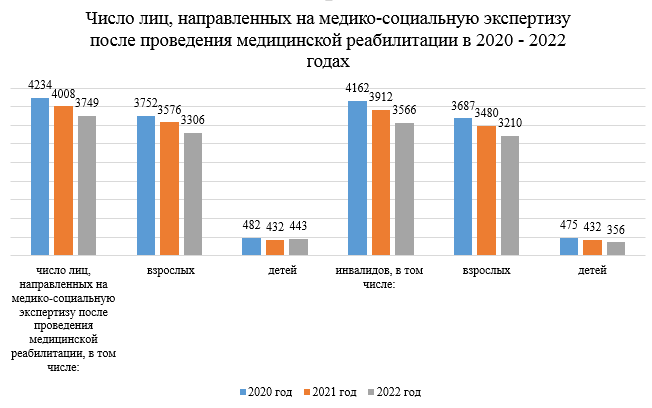 Число лиц, направленных на медико-социальную экспертизу
после проведения медицинской реабилитации в 2020 - 2022
годах
4234
4008
3749
3752
3576
3306
482
432
443
4162
3912
3566
3687
3480
3210
475
432
356
число лиц,
направленных на
медико-социальную
экспертизу после
проведения
медицинской
реабилитации, в том
числе:
взрослых
детей
инвалидов, в том
числе:
взрослых
детей
2020 год
2021 год
2022 год